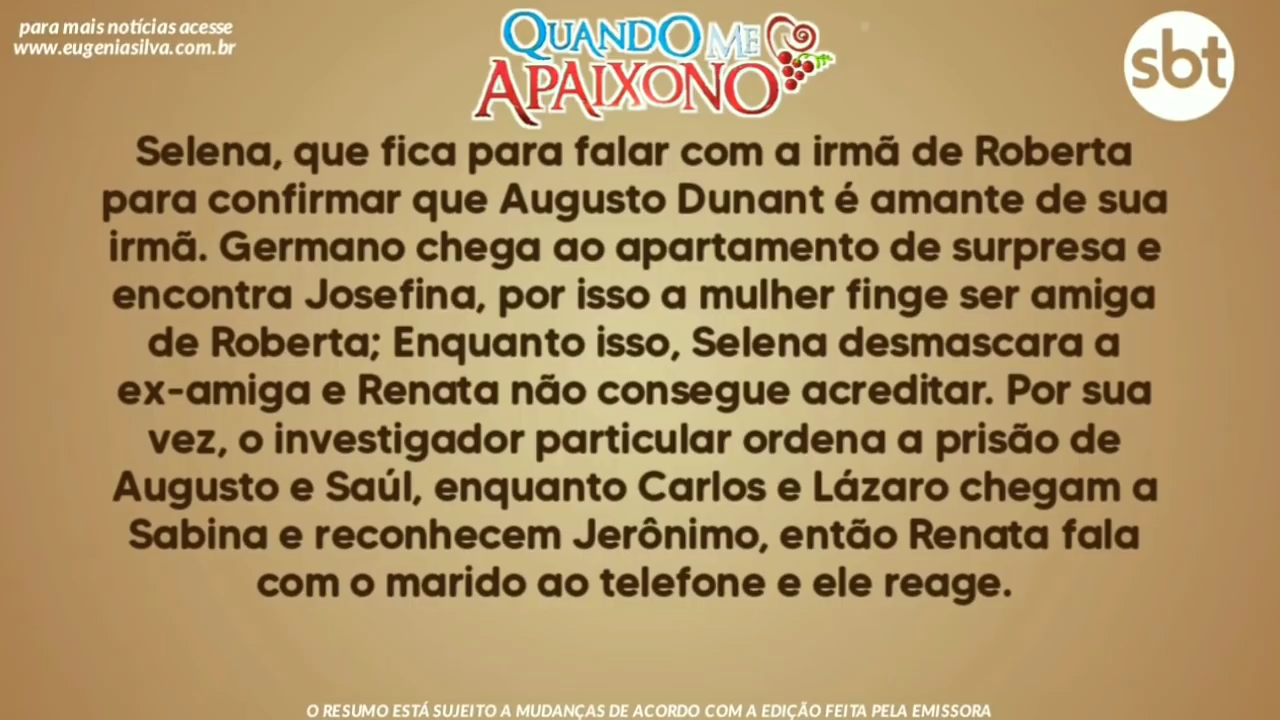 para mais notícias acesse
www.eugeniasilva.com.br
QUANDO ME
APAIXONO
sbt
Selena, que fica para falar com a irmã de Roberta
para confirmar que Augusto Dunant é amante de sua
irmã. Germano chega ao apartamento de surpresa e
encontra Josefina, por isso a mulher finge ser amiga
de Roberta; Enquanto isso, Selena desmascara a
ex-amiga e Renata não consegue acreditar. Por sua
vez, o investigador particular ordena a prisão de
Augusto e Saúl, enquanto Carlos e Lázaro chegam a
Sabina e reconhecem Jerônimo, então Renata fala
com o marido ao telefone e ele reage.
O RESUMO ESTÁ SUJEITO A MUDANÇAS DE ACORDO COM A EDIÇÃO FEITA PELA EMISSORA